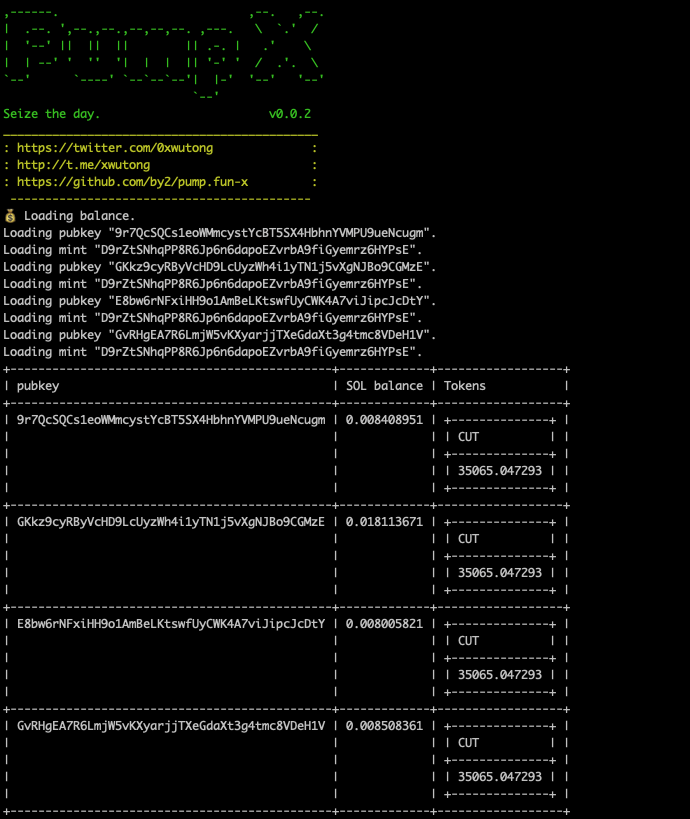 PumpX
Seize the day. v0.0.2
: https://twitter.com/0xwutong :
: http://t.me/xwutong :
: https://github.com/by2/pump.fun-x :
💰 Loading balance.
Loading pubkey "9r7QcSQCs1eoWMmcystYcBT5SX4HbhnYVMPU9ueNcugm".
Loading mint "D9rZtSNhqPP8R6Jp6n6dapoEZvrbA9fiGyemrz6HYPsE".
Loading pubkey "GKkz9cyRByVcHD9LcUyzWh4i1yTN1j5vXgNJBo9CGMzE".
Loading mint "D9rZtSNhqPP8R6Jp6n6dapoEZvrbA9fiGyemrz6HYPsE".
Loading pubkey "E8bw6rNFxiHH9o1AmBeLKtswfUyCWK4A7viJipcJcDtY".
Loading mint "D9rZtSNhqPP8R6Jp6n6dapoEZvrbA9fiGyemrz6HYPsE".
Loading pubkey "GvRHgEA7R6LmjW5vKXyarjjTXeGdaXt3g4tmc8VDeH1V".
Loading mint "D9rZtSNhqPP8R6Jp6n6dapoEZvrbA9fiGyemrz6HYPsE".
| pubkey | SOL balance | Tokens |
| 9r7QcSQCs1eoWMmcystYcBT5SX4HbhnYVMPU9ueNcugm | 0.008408951 |
| CUT |
| 35065.047293 |
| GKkz9cyRByVcHD9LcUyzWh4i1yTN1j5vXgNJBo9CGMzE | 0.018113671 |
| CUT |
| 35065.047293 |
| E8bw6rNFxiHH9o1AmBeLKtswfUyCWK4A7viJipcJcDtY | 0.008005821 |
| CUT |
| 35065.047293 |
| GvRHgEA7R6LmjW5vKXyarjjTXeGdaXt3g4tmc8VDeH1V | 0.008508361 |
| CUT |
| 35065.047293 |